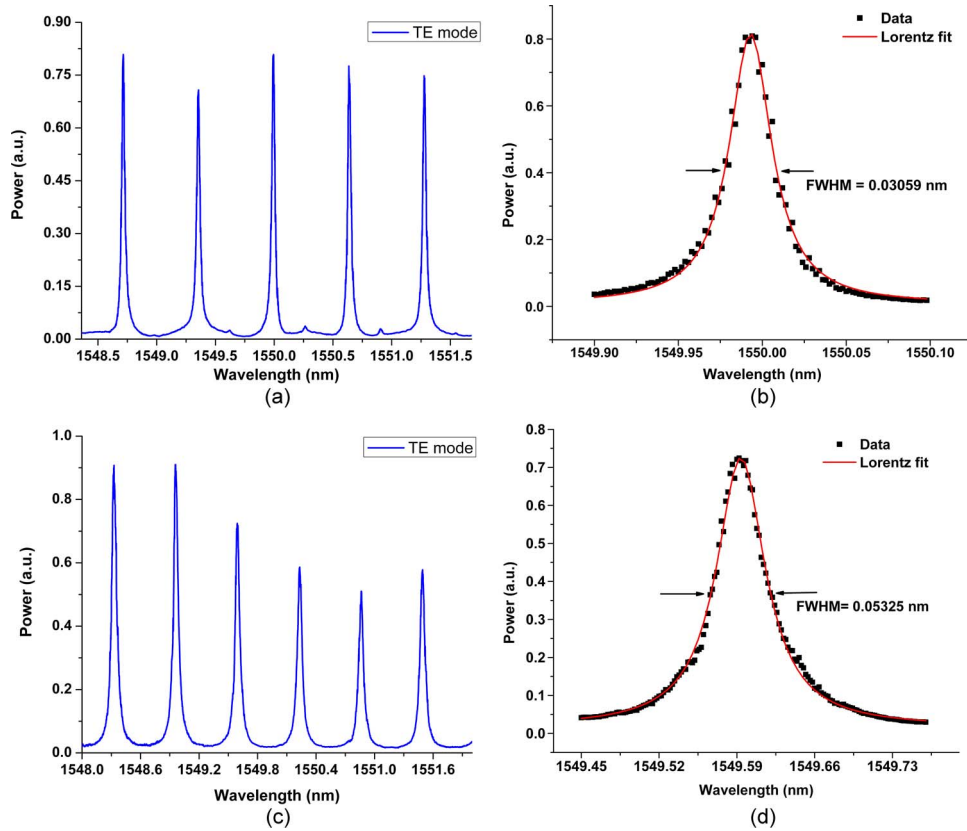 0.90
0.75
0.60
0.45
0.30
0.15
0.00
Power (a.u.)
TE mode
1548.5 1549.0 1549.5 1550.0 1550.5 1551.0 1551.5
Wavelength (nm)
(a)
0.8
0.6
0.4
0.2
0.0
Power (a.u.)
Data
Lorentz fit
FWHM = 0.03059 nm
1549.90 1549.95 1550.00 1550.05 1550.10
Wavelength (nm)
(b)
1.0
0.8
0.6
0.4
0.2
0.0
Power (a.u.)
TE mode
1548.0 1548.6 1549.2 1549.8 1550.4 1551.0 1551.6
Wavelength (nm)
(c)
0.8
0.7
0.6
0.5
0.4
0.3
0.2
0.1
0.0
Power (a.u.)
Data
Lorentz fit
FWHM= 0.05325 nm
1549.45 1549.52 1549.59 1549.66 1549.73
Wavelength (nm)
(d)